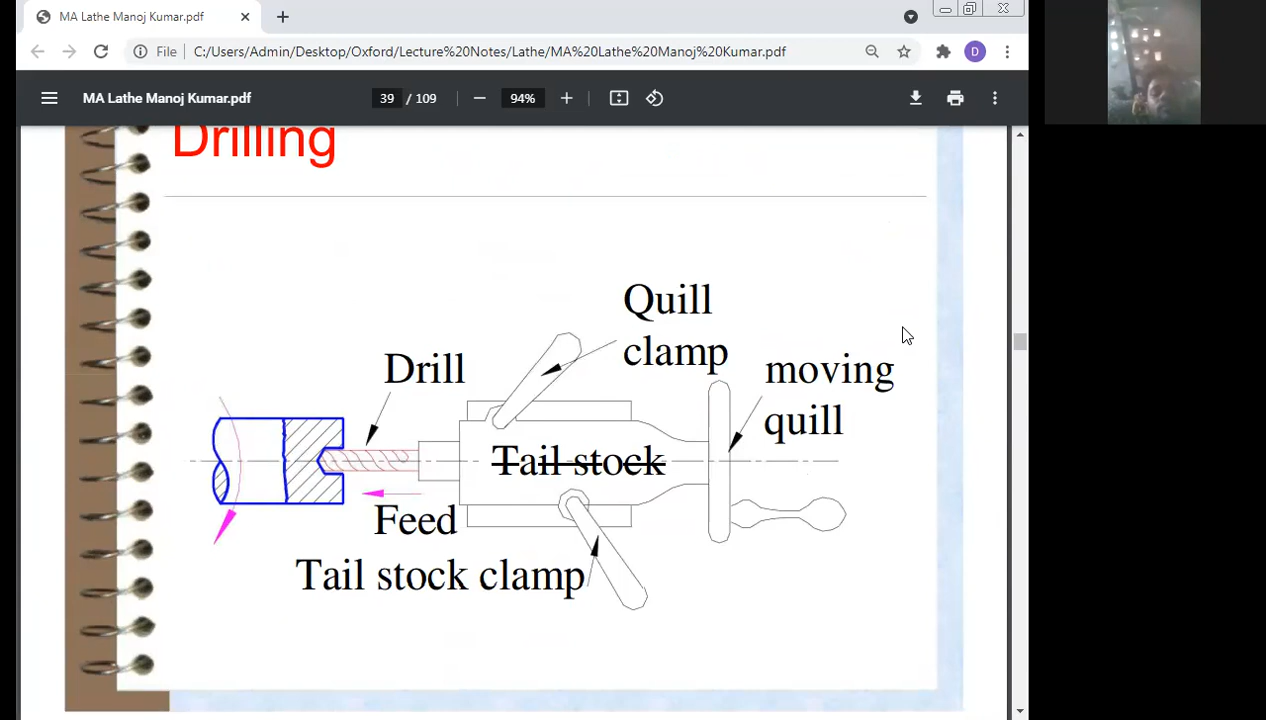 MA Lathe Manoj Kumar.pdf
File C:/Users/Admin/Desktop/Oxford/Lecture%20Notes/Lathe/MA%20Lathe%20Manoj%20Kumar.pdf
D
MA Lathe Manoj Kumar.pdf
39 / 109
94%
Drilling
Quill
clamp
Drill
moving
quill
Tail stock
Feed
Tail stock clamp